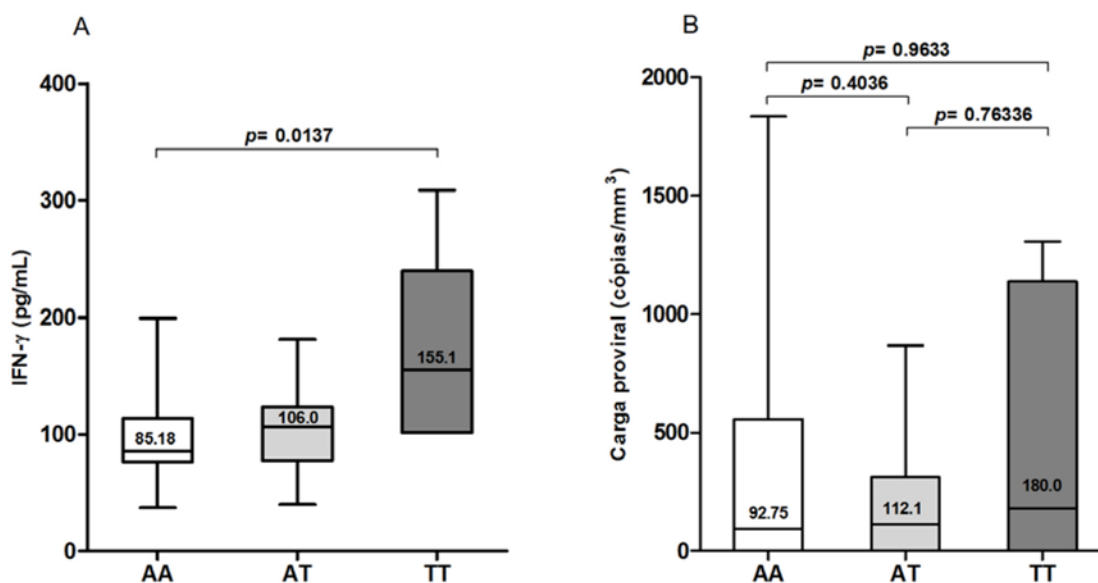 A
400
300
200
100
0
IFN-γ (pg/mL)
p= 0.0137
85.18
106.0
155.1
AA AT TT
B
2000
1500
1000
500
0
Carga proviral (cópias/mm³)
p= 0.9633
p= 0.4036
p= 0.76336
92.75
112.1
180.0
AA AT TT